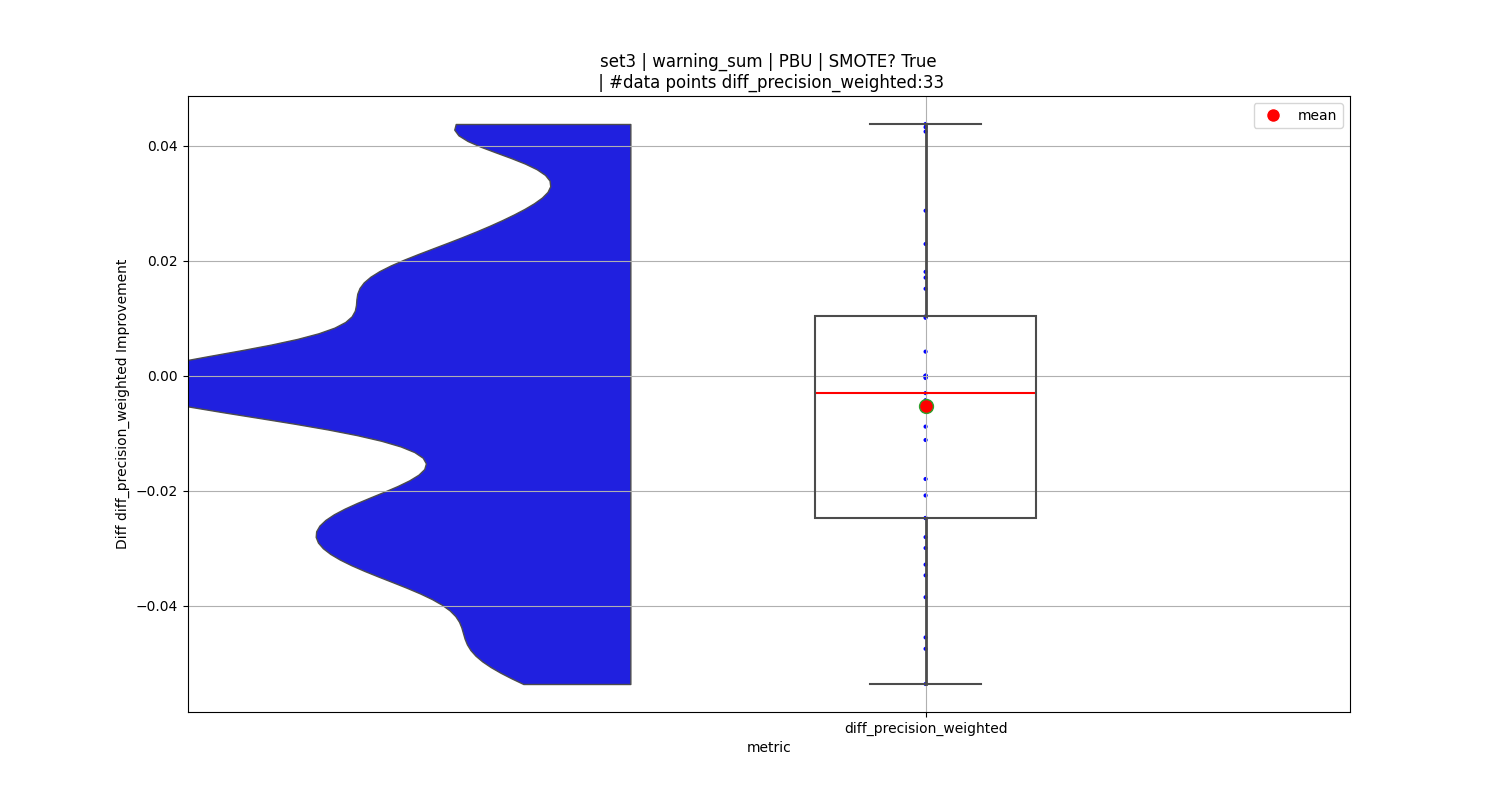 set3 | warning_sum | PBU | SMOTE? True
| #data points diff_precision_weighted:33
mean
0.04
0.02
0.00
−0.02
−0.04
Diff diff_precision_weighted Improvement
diff_precision_weighted
metric